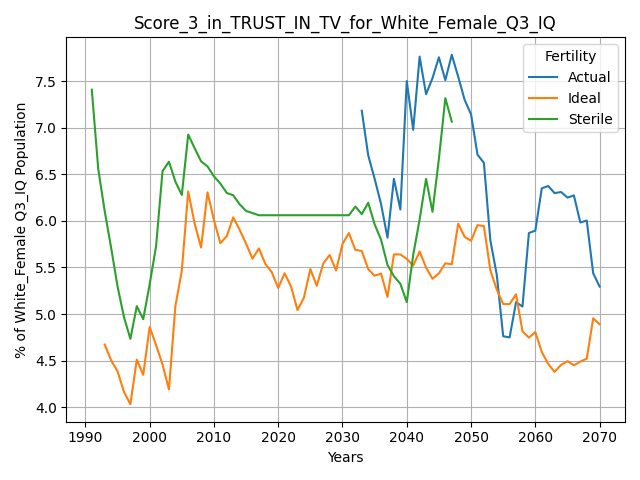 Score_3_in_TRUST_IN_TV_for_White_Female_Q3_IQ
Fertility
Actual
Ideal
Sterile
% of White_Female Q3_IQ Population
7.5
7.0
6.5
6.0
5.5
5.0
4.5
4.0
1990 2000 2010 2020 2030 2040 2050 2060 2070
Years